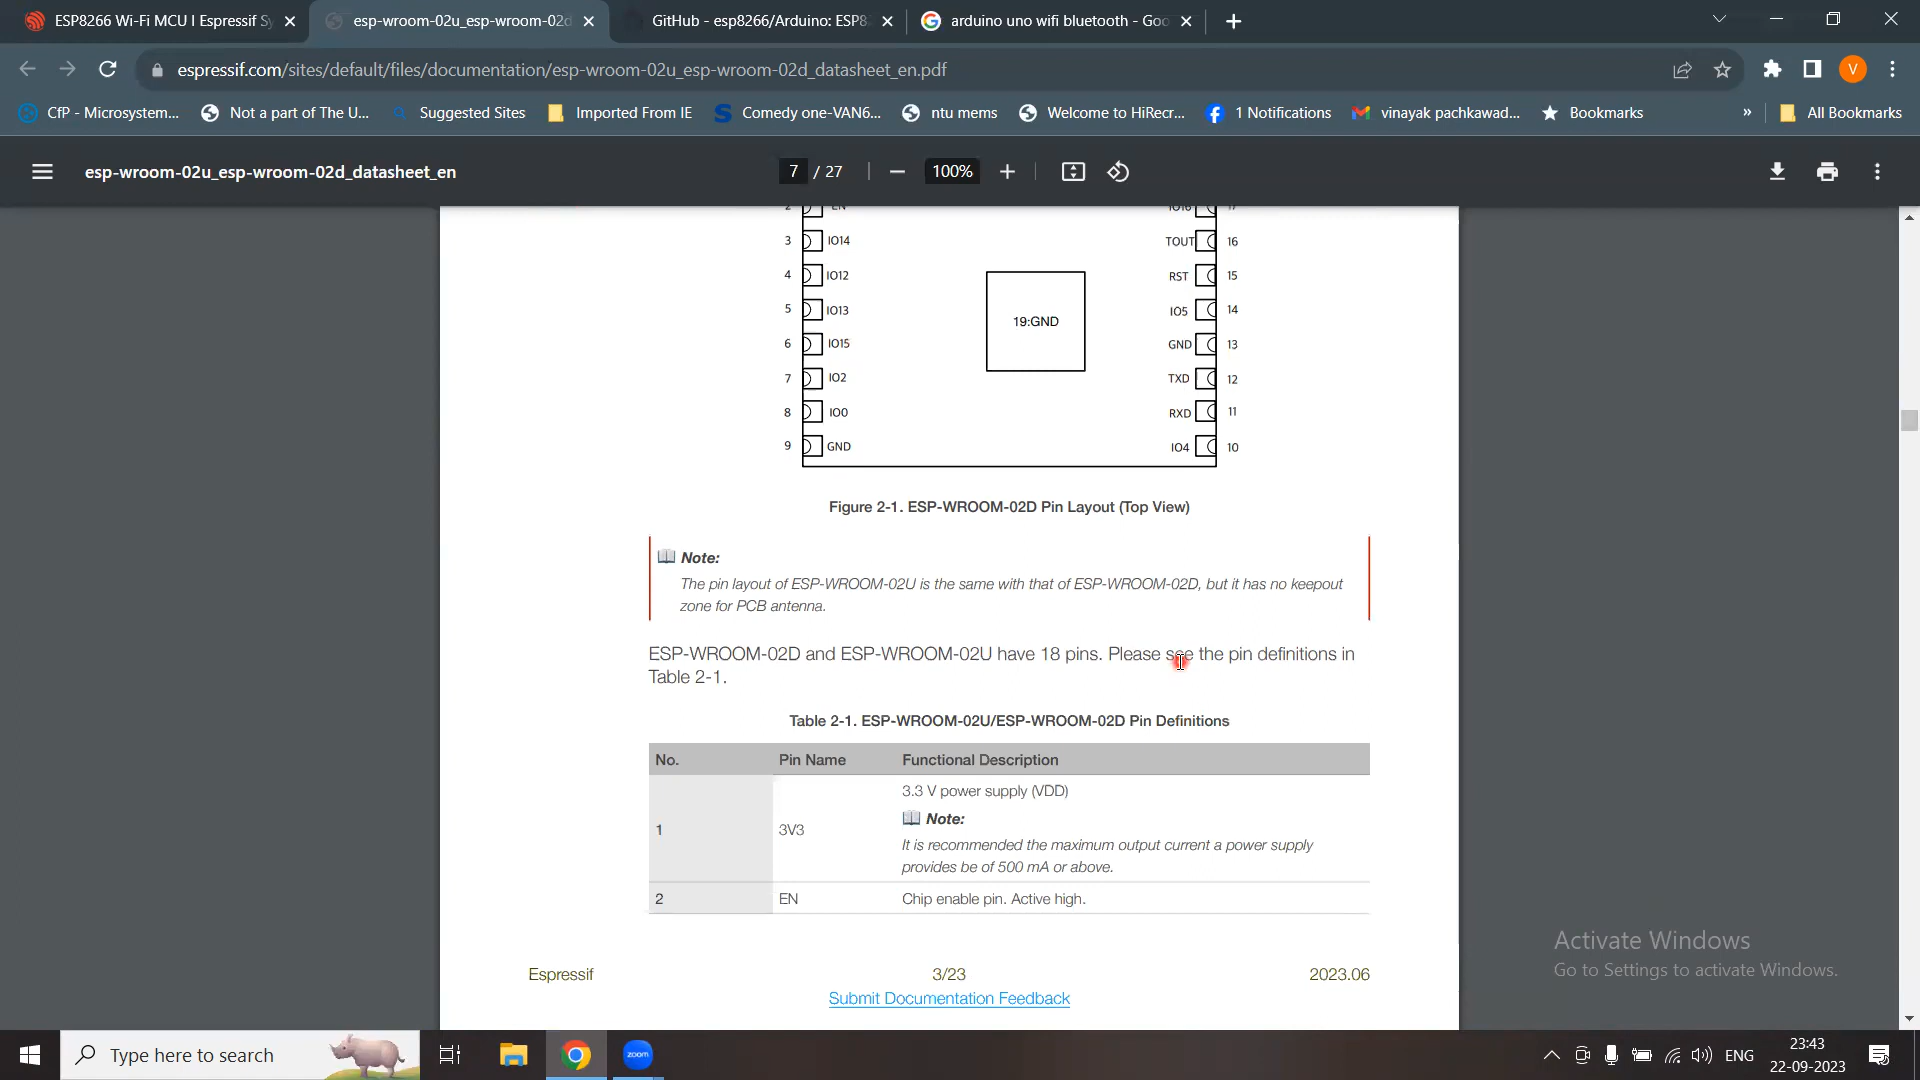 ESP8266 Wi-Fi MCU I Espressif Sy
esp-wroom-02u_esp-wroom-02d
GitHub - esp8266/Arduino: ESP8
arduino uno wifi bluetooth - Goo
espressif.com/sites/default/files/documentation/esp-wroom-02u_esp-wroom-02d_datasheet_en.pdf
V
CfP - Microsystem...
Not a part of The U...
Suggested Sites
Imported From IE
Comedy one-VAN6...
ntu mems
Welcome to HiRecr...
1 Notifications
vinayak pachkawad...
Bookmarks
»
All Bookmarks
esp-wroom-02u_esp-wroom-02d_datasheet_en
7 / 27
100%
2 EN IO16 17
3 IO14 TOUT 16
4 IO12 RST 15
5 IO13 IO5 14
19:GND
6 IO15 GND 13
7 IO2 TXD 12
8 IO0 RXD 11
9 GND IO4 10
Figure 2-1. ESP-WROOM-02D Pin Layout (Top View)
Note:
The pin layout of ESP-WROOM-02U is the same with that of ESP-WROOM-02D, but it has no keepout
zone for PCB antenna.
ESP-WROOM-02D and ESP-WROOM-02U have 18 pins. Please see the pin definitions in
Table 2-1.
Table 2-1. ESP-WROOM-02U/ESP-WROOM-02D Pin Definitions
No. Pin Name Functional Description
3.3 V power supply (VDD)
Note:
1 3V3
It is recommended the maximum output current a power supply
provides be of 500 mA or above.
2 EN Chip enable pin. Active high.
Espressif 3/23 2023.06
Submit Documentation Feedback
Activate Windows
Go to Settings to activate Windows.
Type here to search
zoom
ENG
23:43
22-09-2023